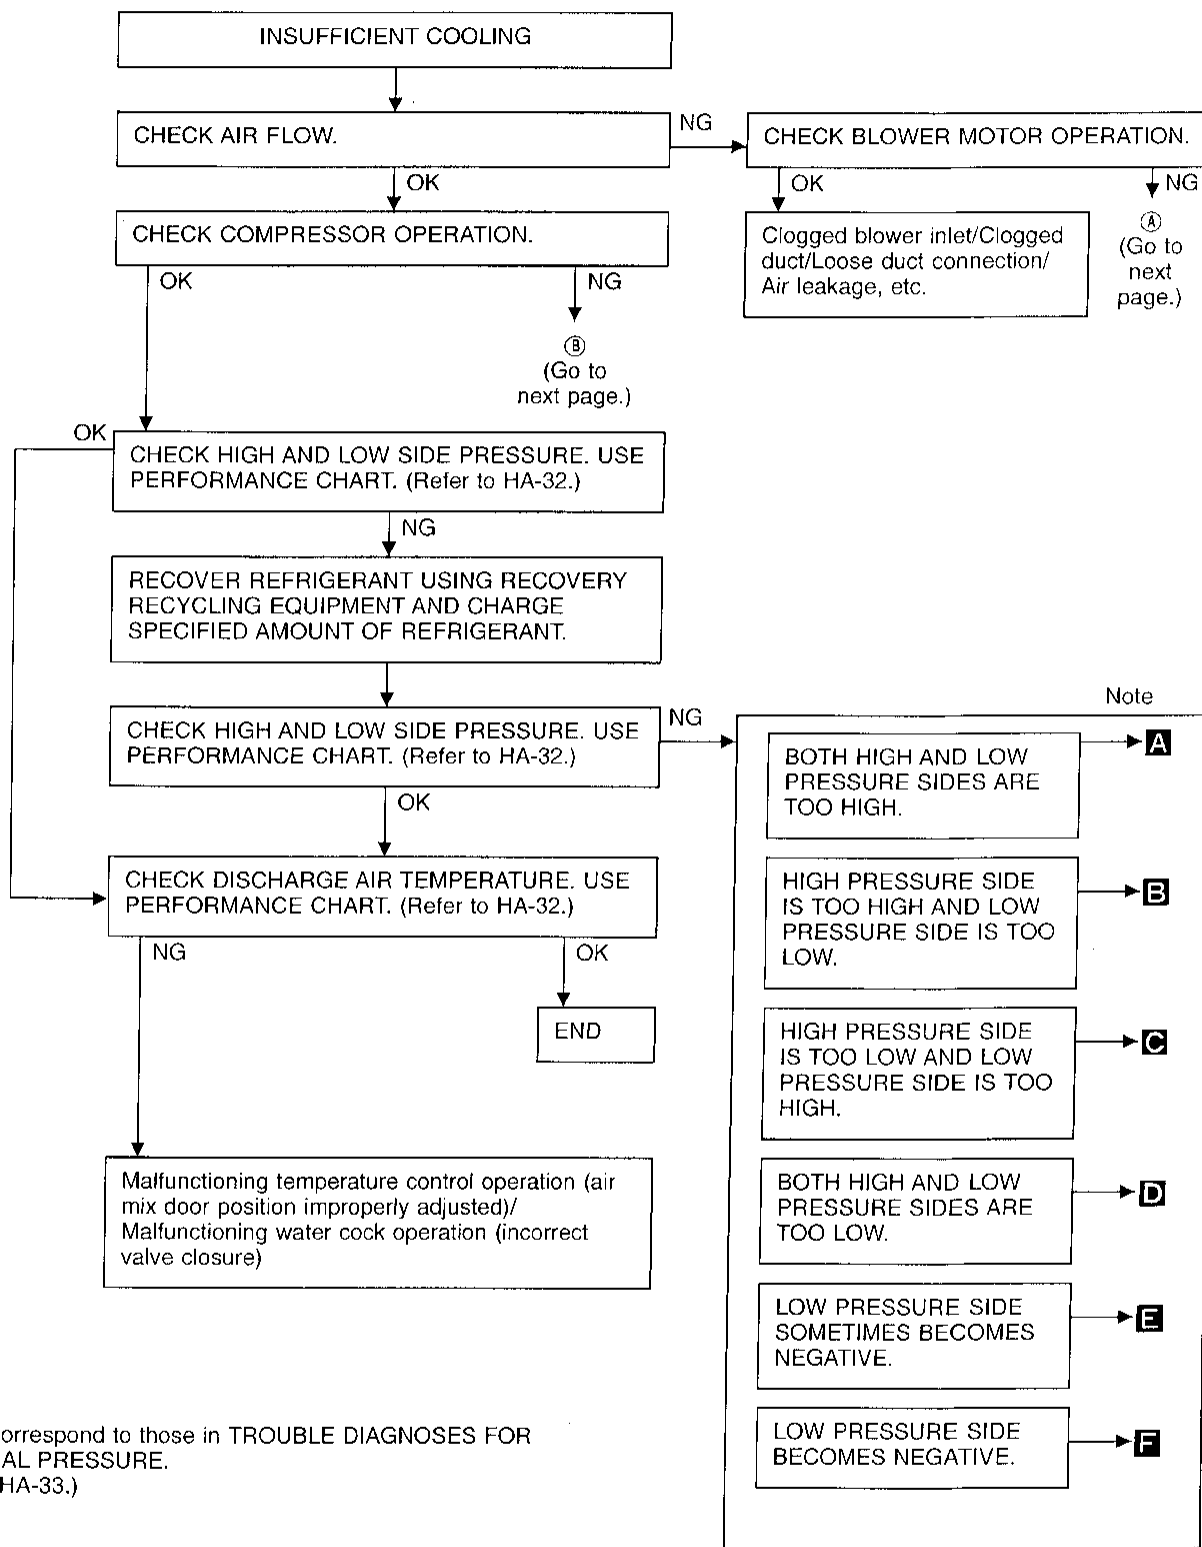 INSUFFICIENT COOLING
CHECK AIR FLOW.
NG
CHECK BLOWER MOTOR OPERATION.
OK
OK
NG
CHECK COMPRESSOR OPERATION.
Clogged blower inlet/Clogged
duct/Loose duct connection/
Air leakage, etc.
Ⓐ
(Go to
next
page.)
OK
NG
Ⓑ
(Go to
next page.)
OK
CHECK HIGH AND LOW SIDE PRESSURE. USE
PERFORMANCE CHART. (Refer to HA-32.)
NG
RECOVER REFRIGERANT USING RECOVERY
RECYCLING EQUIPMENT AND CHARGE
SPECIFIED AMOUNT OF REFRIGERANT.
CHECK HIGH AND LOW SIDE PRESSURE. USE
PERFORMANCE CHART. (Refer to HA-32.)
NG
OK
CHECK DISCHARGE AIR TEMPERATURE. USE
PERFORMANCE CHART. (Refer to HA-32.)
NG
OK
END
Malfunctioning temperature control operation (air
mix door position improperly adjusted)/
Malfunctioning water cock operation (incorrect
valve closure)
Note
BOTH HIGH AND LOW
PRESSURE SIDES ARE
TOO HIGH.
A
HIGH PRESSURE SIDE
IS TOO HIGH AND LOW
PRESSURE SIDE IS TOO
LOW.
B
HIGH PRESSURE SIDE
IS TOO LOW AND LOW
PRESSURE SIDE IS TOO
HIGH.
C
BOTH HIGH AND LOW
PRESSURE SIDES ARE
TOO LOW.
D
LOW PRESSURE SIDE
SOMETIMES BECOMES
NEGATIVE.
E
LOW PRESSURE SIDE
BECOMES NEGATIVE.
F
orrespond to those in TROUBLE DIAGNOSES FOR
AL PRESSURE.
HA-33.)